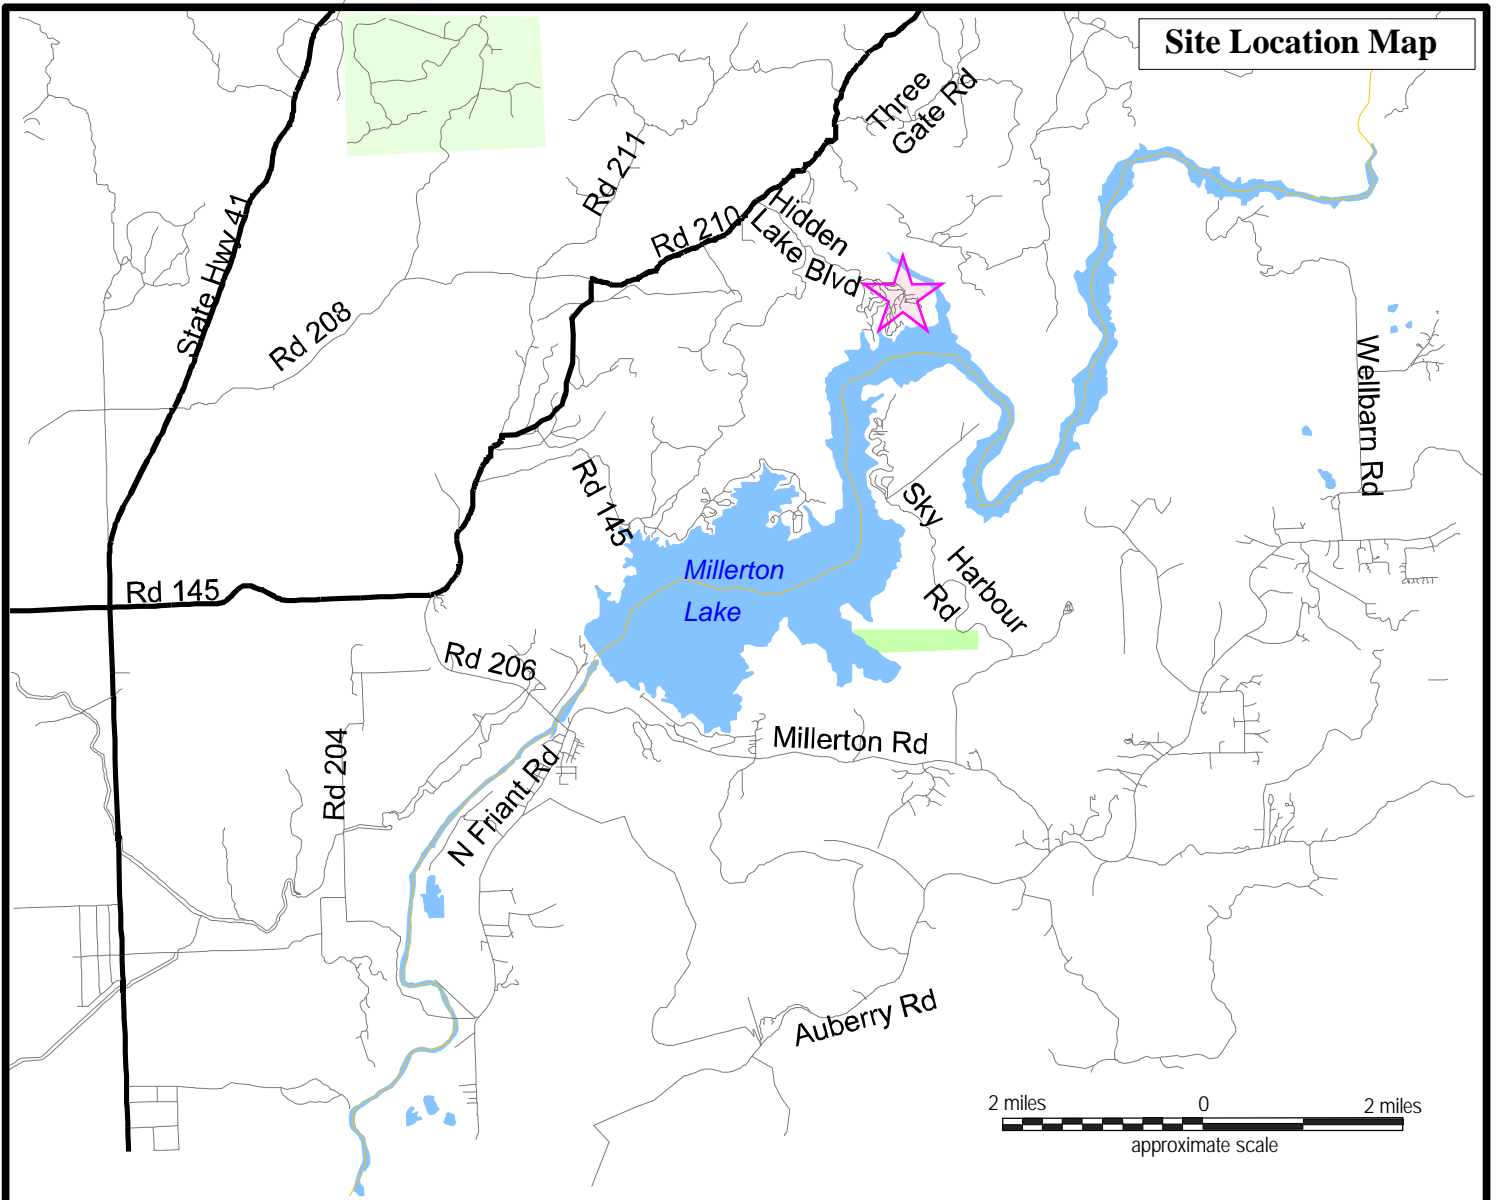 Site Location Map
Three
Gate Rd
Rd 211
Hidden
Lake Blvd
Rd 210
State Hwy 41
Rd 208
Wellbarn Rd
Rd 145
Sky
Harbour
Rd
Millerton
Lake
Rd 145
Rd 206
Millerton Rd
Rd 204
N Friant Rd
Auberry Rd
2 miles
0
2 miles
approximate scale